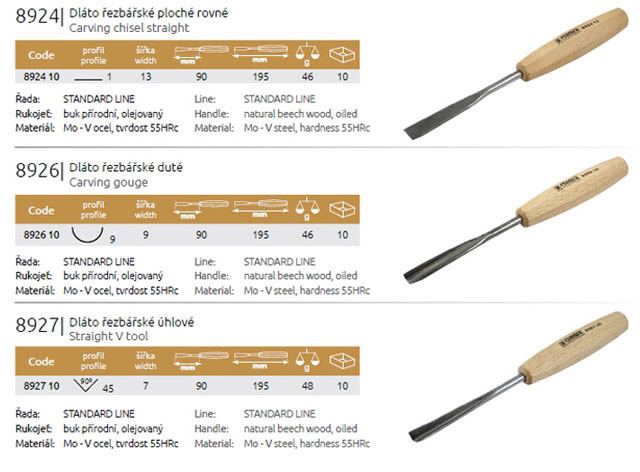 8924 Dláto řezbářské ploché rovné
Carving chisel straight
Code profil profile šířka width mm mm g
8924 10 1 13 90 195 46 10
Řada: STANDARD LINE Line: STANDARD LINE
Rukojeť: buk přírodní, olejovaný Handle: natural beech wood, oiled
Materiál: Mo - V ocel, tvrdost 55HRc Material: Mo - V steel, hardness 55HRc
8926 Dláto řezbářské duté
Carving gouge
Code profil profile šířka width mm mm g
8926 10 9 9 90 195 46 10
Řada: STANDARD LINE Line: STANDARD LINE
Rukojeť: buk přírodní, olejovaný Handle: natural beech wood, oiled
Materiál: Mo - V ocel, tvrdost 55HRc Material: Mo - V steel, hardness 55HRc
8927 Dláto řezbářské úhlové
Straight V tool
Code profil profile šířka width mm mm g
8927 10 90° 45 7 90 195 48 10
Řada: STANDARD LINE Line: STANDARD LINE
Rukojeť: buk přírodní, olejovaný Handle: natural beech wood, oiled
Materiál: Mo - V ocel, tvrdost 55HRc Material: Mo - V steel, hardness 55HRc